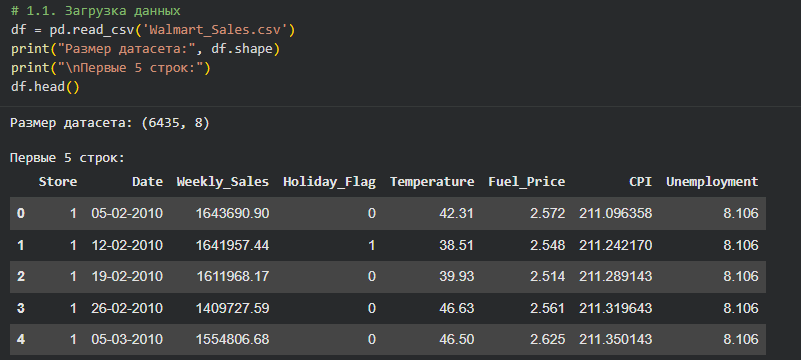 # 1.1. Загрузка данных
df = pd.read_csv('Walmart_Sales.csv')
print("Размер датасета:", df.shape)
print("\nПервые 5 строк:")
df.head()
Размер датасета: (6435, 8)
Первые 5 строк:
Store Date Weekly_Sales Holiday_Flag Temperature Fuel_Price CPI Unemployment
0 1 05-02-2010 1643690.90 0 42.31 2.572 211.096358 8.106
1 1 12-02-2010 1641957.44 1 38.51 2.548 211.242170 8.106
2 1 19-02-2010 1611968.17 0 39.93 2.514 211.289143 8.106
3 1 26-02-2010 1409727.59 0 46.63 2.561 211.319643 8.106
4 1 05-03-2010 1554806.68 0 46.50 2.625 211.350143 8.106